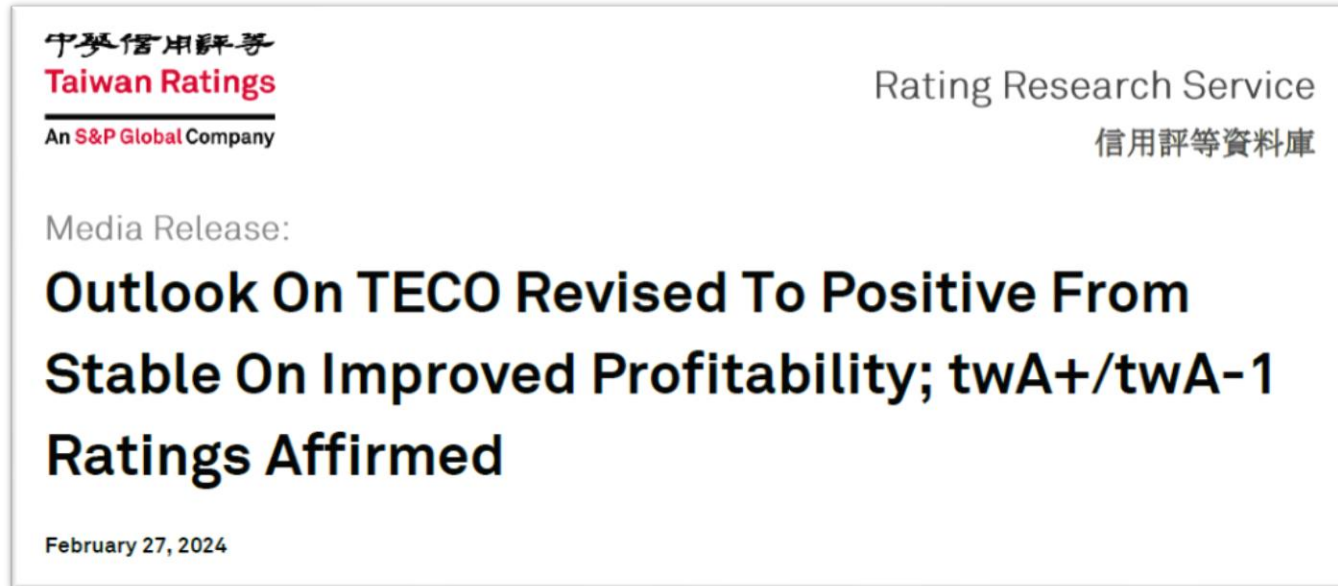 中華信用評等
Taiwan Ratings
An S&P Global Company
Rating Research Service
信用評等資料庫
Media Release:
Outlook On TECO Revised To Positive From
Stable On Improved Profitability; twA+/twA-1
Ratings Affirmed
February 27, 2024